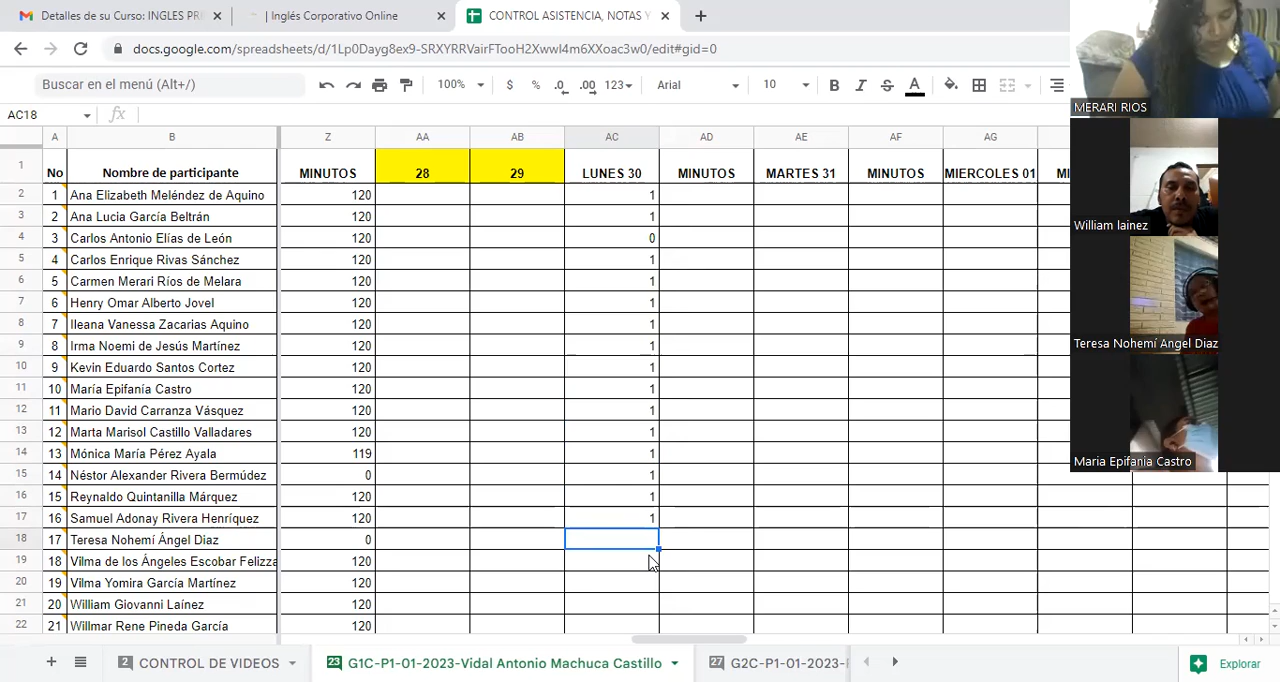 Detalles de su Curso: INGLES PR
| Inglés Corporativo Online
CONTROL ASISTENCIA, NOTAS Y
docs.google.com/spreadsheets/d/1Lp0Dayg8ex9-SRXYRRVairFTooH2XwwI4m6XXoac3w0/edit#gid=0
Buscar en el menú (Alt+/)
100% $ % .0 .00 123 Arial 10 B I S A
AC18 fx
A B Z AA AB AC AD AE AF AG
1 No Nombre de participante MINUTOS 28 29 LUNES 30 MINUTOS MARTES 31 MINUTOS MIERCOLES 01 MI
2 1 Ana Elizabeth Meléndez de Aquino 120 1
3 2 Ana Lucia García Beltrán 120 1
4 3 Carlos Antonio Elías de León 120 0
5 4 Carlos Enrique Rivas Sánchez 120 1
6 5 Carmen Merari Ríos de Melara 120 1
7 6 Henry Omar Alberto Jovel 120 1
8 7 Ileana Vanessa Zacarias Aquino 120 1
9 8 Irma Noemi de Jesús Martínez 120 1
10 9 Kevin Eduardo Santos Cortez 120 1
11 10 María Epifanía Castro 120 1
12 11 Mario David Carranza Vásquez 120 1
13 12 Marta Marisol Castillo Valladares 120 1
14 13 Mónica María Pérez Ayala 119 1
15 14 Néstor Alexander Rivera Bermúdez 0 1
16 15 Reynaldo Quintanilla Márquez 120 1
17 16 Samuel Adonay Rivera Henríquez 120 1
18 17 Teresa Nohemí Ángel Diaz 0
19 18 Vilma de los Ángeles Escobar Felizza 120
20 19 Vilma Yomira García Martínez 120
21 20 William Giovanni Laínez 120
22 21 Willmar Rene Pineda García 120
MERARI RIOS
William lainez
Teresa Nohemí Angel Diaz
Maria Epifania Castro
2 CONTROL DE VIDEOS
23 G1C-P1-01-2023-Vidal Antonio Machuca Castillo
27 G2C-P1-01-2023-
Explorar